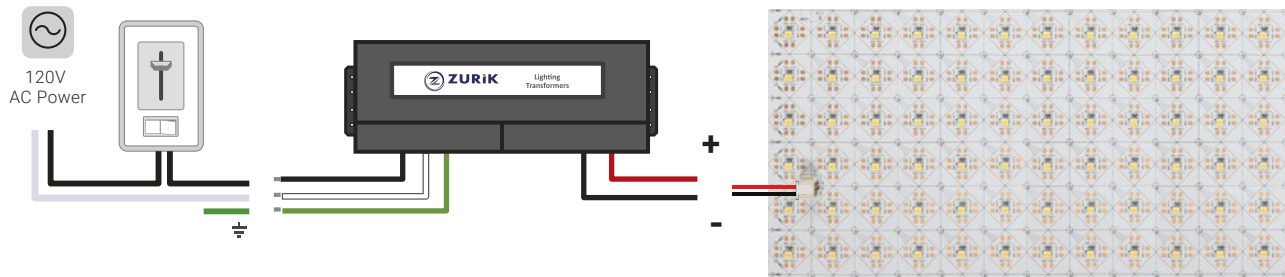 120V
AC Power
ZURiK
Lighting
Transformers
+
-